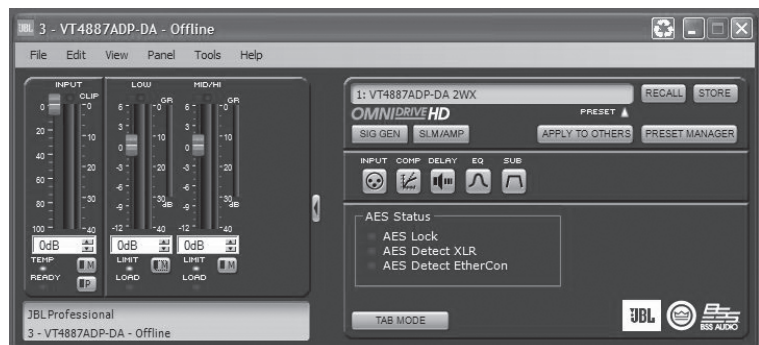 JBL 3 - VT4887ADP-DA - Offline
File Edit View Panel Tools Help
INPUT LOW MID/HI
CLIP GR GR
0 0 6 0 6 0
3 3
20 10 0 10 0 10
40 -3 -3
60 20 -6 20 -6 20
80 30 -9 30 dB -9 30 dB
100 -40 -12 -40 -12 -40
0dB 0dB 0dB
TEMP M LIMIT M LIMIT M
READY P LOAD LOAD
JBLProfessional
3 - VT4887ADP-DA - Offline
1: VT4887ADP-DA 2WX RECALL STORE
OMNIDRIVEHD PRESET
SIG GEN SLM/AMP APPLY TO OTHERS PRESET MANAGER
INPUT COMP DELAY EQ SUB
AES Status
AES Lock
AES Detect XLR
AES Detect EtherCon
TAB MODE
JBL
BSS AUDIO